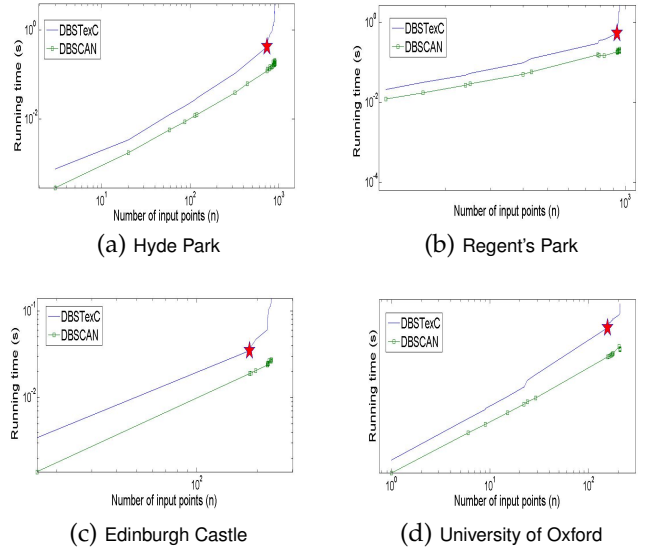 10^0
DBSTexC
DBSCAN
10^-2
Running time (s)
10^1 10^2 10^3
Number of input points (n)
(a) Hyde Park
10^0
DBSTexC
DBSCAN
10^-2
10^-4
Running time (s)
10^3
Number of input points (n)
(b) Regent's Park
10^-1
DBSTexC
DBSCAN
10^-2
Running time (s)
10^2
Number of input points (n)
(c) Edinburgh Castle
DBSTexC
DBSCAN
Running time (s)
10^0 10^1 10^2
Number of input points (n)
(d) University of Oxford